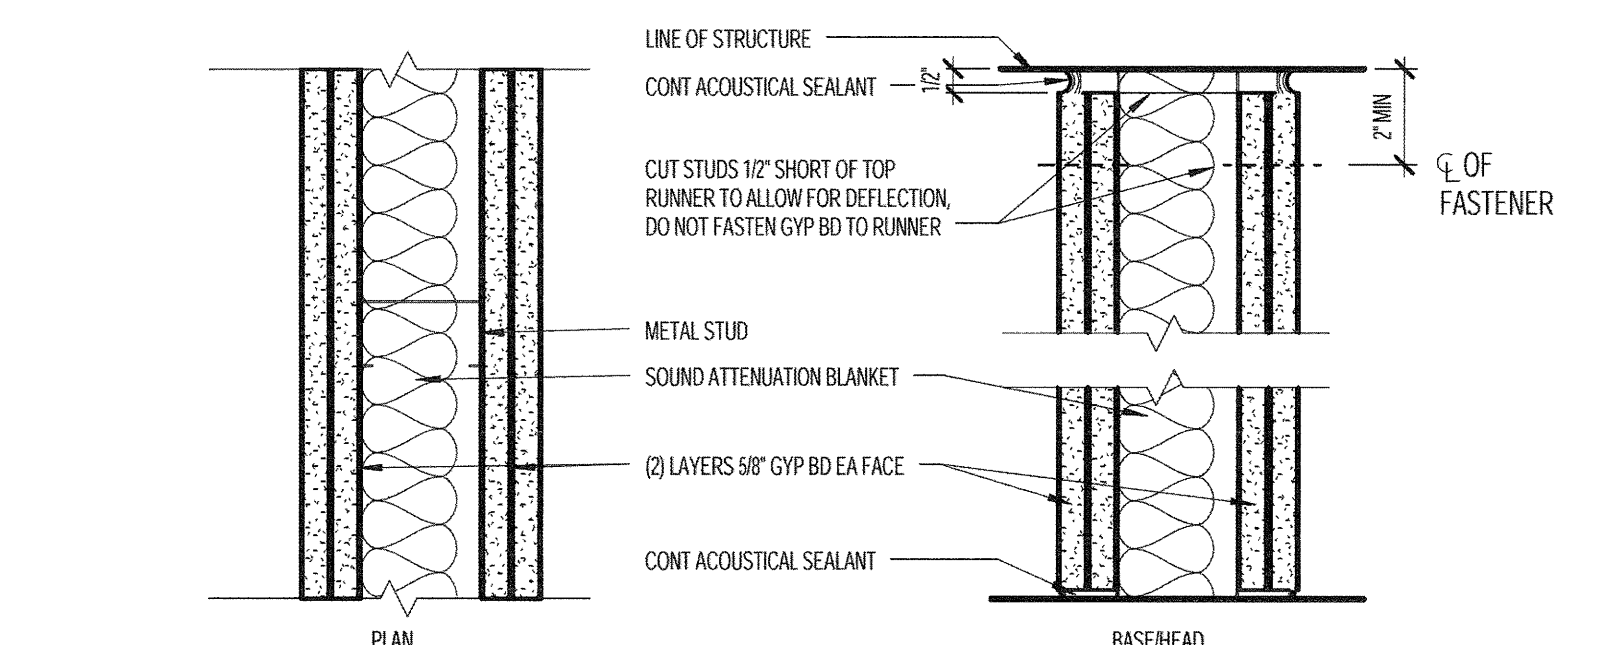 LINE OF STRUCTURE
CONT ACOUSTICAL SEALANT
1/2"
2" MIN
CUT STUDS 1/2" SHORT OF TOP
RUNNER TO ALLOW FOR DEFLECTION,
DO NOT FASTEN GYP BD TO RUNNER
℄ OF
FASTENER
METAL STUD
SOUND ATTENUATION BLANKET
(2) LAYERS 5/8" GYP BD EA FACE
CONT ACOUSTICAL SEALANT
PLAN
BASE/HEAD